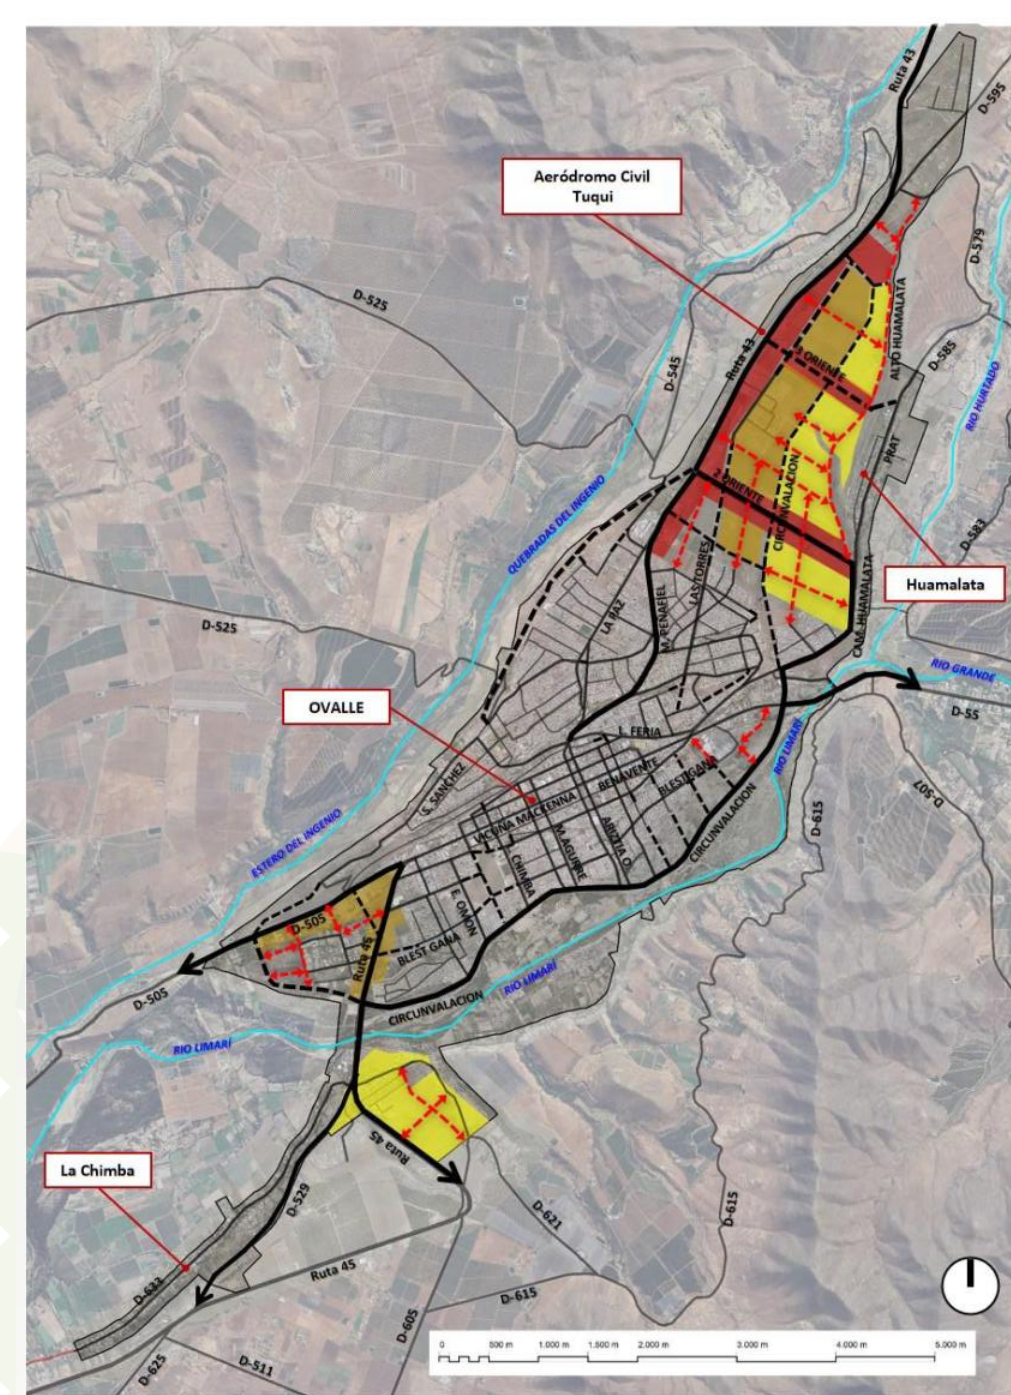 Ruta 43
D-595
Aeródromo Civil
Tuqui
D-579
D-525
ALTO HUAMALATA
Ruta 43
3 ORIENTE
D-545
D-585
RIO HURTADO
PRAT
2 ORIENTE
CIRCUNVALACION
QUEBRADAS DEL INGENIO
D-583
Huamalata
LAS TORRES
LA PAZ
M. PEÑAFIEL
CAM. HUAMALATA
D-525
RIO GRANDE
D-55
OVALLE
L. FERIA
RIO LIMARÍ
S. SANCHEZ
BENAVENTE
BLEST GANA
D-507
VICUÑA MACKENNA
CIRCUNVALACION
D-615
ARIZTIA O.
M.AGUIRRE
ESTERO DEL INGENIO
CHIMBA
E. OMON
D-505
Ruta 45
BLEST GANA
RIO LIMARÍ
D-505
CIRCUNVALACION
RIO LIMARÍ
Ruta 45
La Chimba
D-529
D-621
D-615
Ruta 45
D-633
D-615
D-605
D-625
D-511
0 500 m 1.000 m 1.500 m 2.000 m 3.000 m 4.000 m 5.000 m